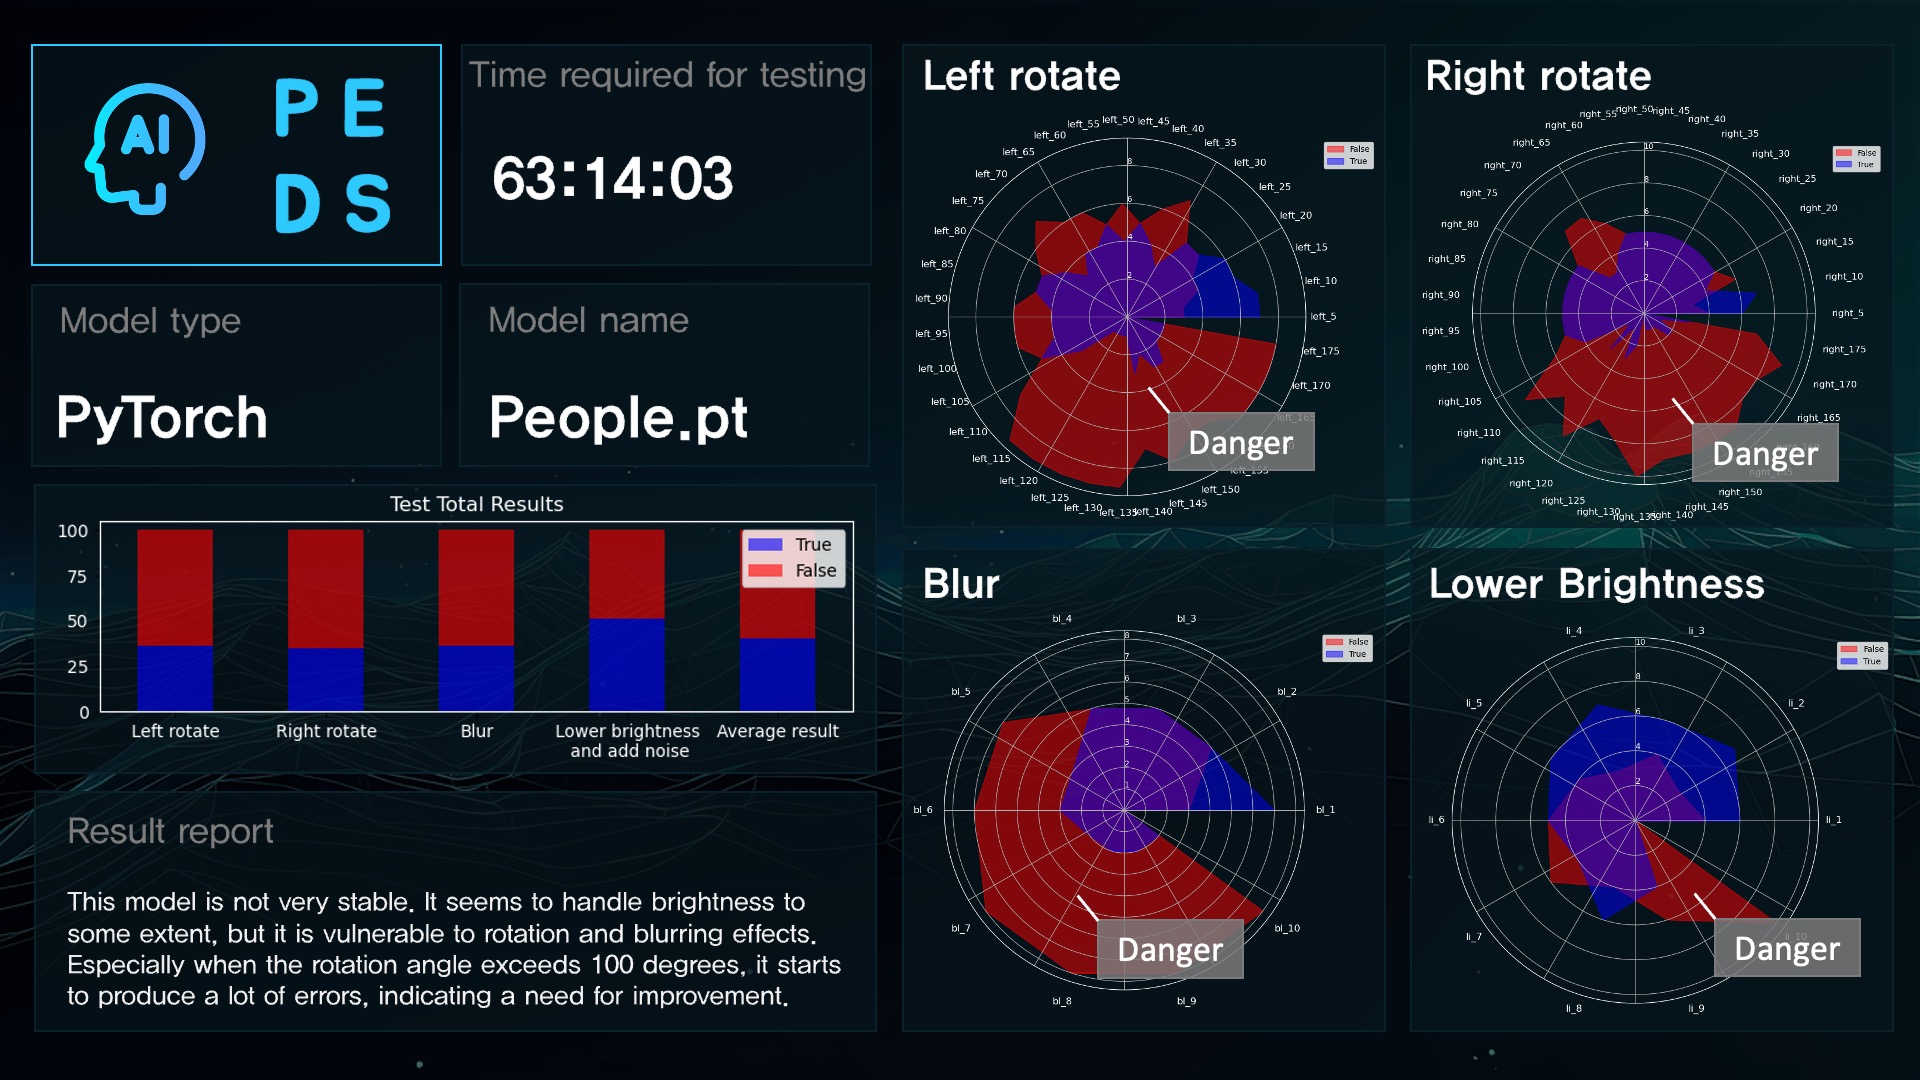 AI
P E
D S
Time required for testing
63:14:03
Model type
PyTorch
Model name
People.pt
Test Total Results
100
75
50
25
0
True
False
Left rotate
Right rotate
Blur
Lower brightness
and add noise
Average result
Result report
This model is not very stable. It seems to handle brightness to
some extent, but it is vulnerable to rotation and blurring effects.
Especially when the rotation angle exceeds 100 degrees, it starts
to produce a lot of errors, indicating a need for improvement.
Left rotate
False
True
left_5
left_10
left_15
left_20
left_25
left_30
left_35
left_40
left_45
left_50
left_55
left_60
left_65
left_70
left_75
left_80
left_85
left_90
left_95
left_100
left_105
left_110
left_115
left_120
left_125
left_130
left_135
left_140
left_145
left_150
left_155
left_165
left_170
left_175
2
4
6
8
Danger
Right rotate
False
True
right_5
right_10
right_15
right_20
right_25
right_30
right_35
right_40
right_45
right_50
right_55
right_60
right_65
right_70
right_75
right_80
right_85
right_90
right_95
right_100
right_105
right_110
right_115
right_120
right_125
right_130
right_135
right_140
right_145
right_150
right_165
right_170
right_175
2
4
6
8
10
Danger
Blur
False
True
bl_1
bl_2
bl_3
bl_4
bl_5
bl_6
bl_7
bl_8
bl_9
bl_10
1
2
3
4
5
6
7
8
Danger
Lower Brightness
False
True
li_1
li_2
li_3
li_4
li_5
li_6
li_7
li_8
li_9
li_10
2
4
6
8
10
Danger